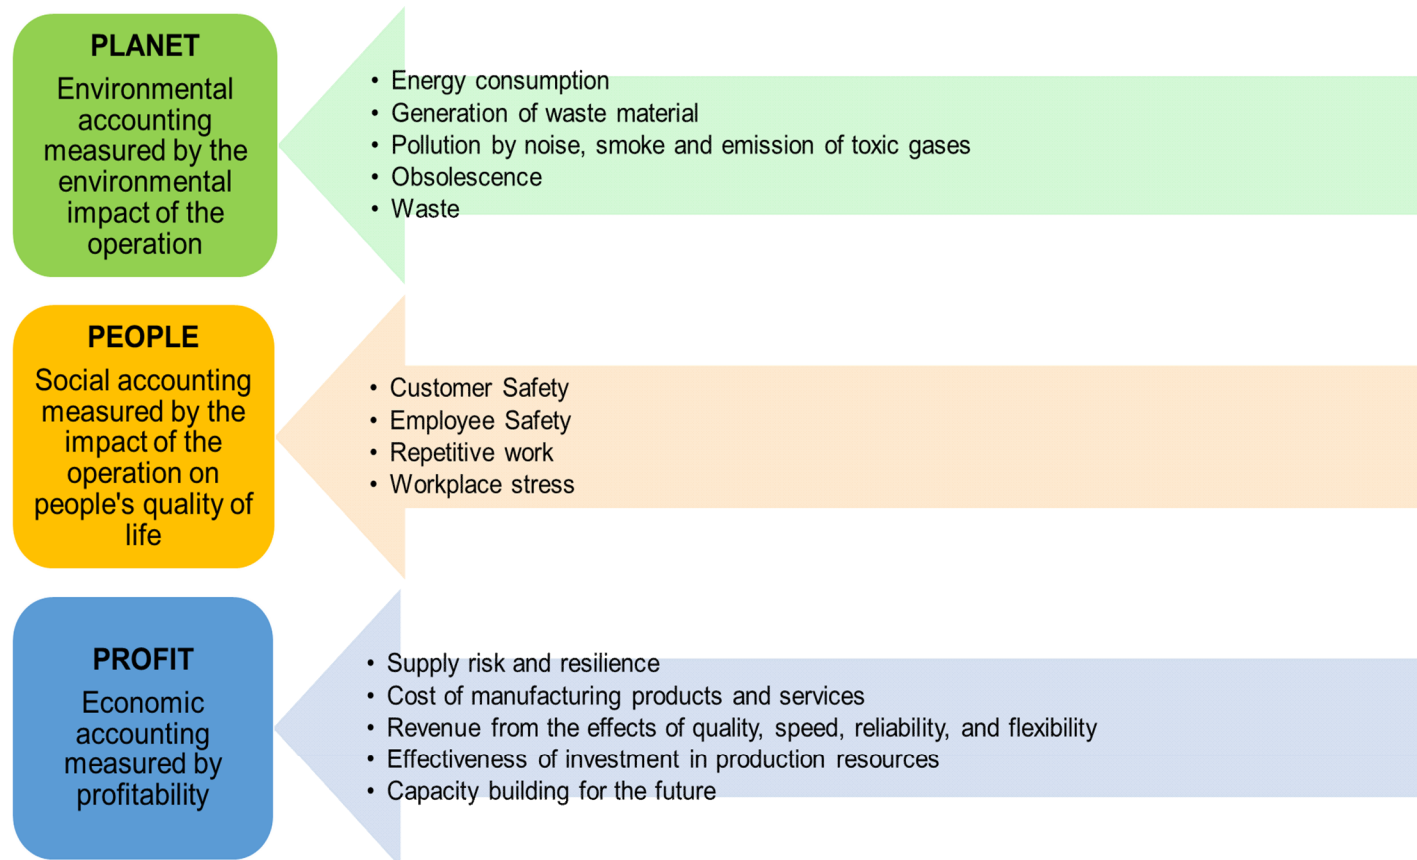 PLANET
Environmental
accounting
measured by the
environmental
impact of the
operation
• Energy consumption
• Generation of waste material
• Pollution by noise, smoke and emission of toxic gases
• Obsolescence
• Waste
PEOPLE
Social accounting
measured by the
impact of the
operation on
people's quality of
life
• Customer Safety
• Employee Safety
• Repetitive work
• Workplace stress
PROFIT
Economic
accounting
measured by
profitability
• Supply risk and resilience
• Cost of manufacturing products and services
• Revenue from the effects of quality, speed, reliability, and flexibility
• Effectiveness of investment in production resources
• Capacity building for the future